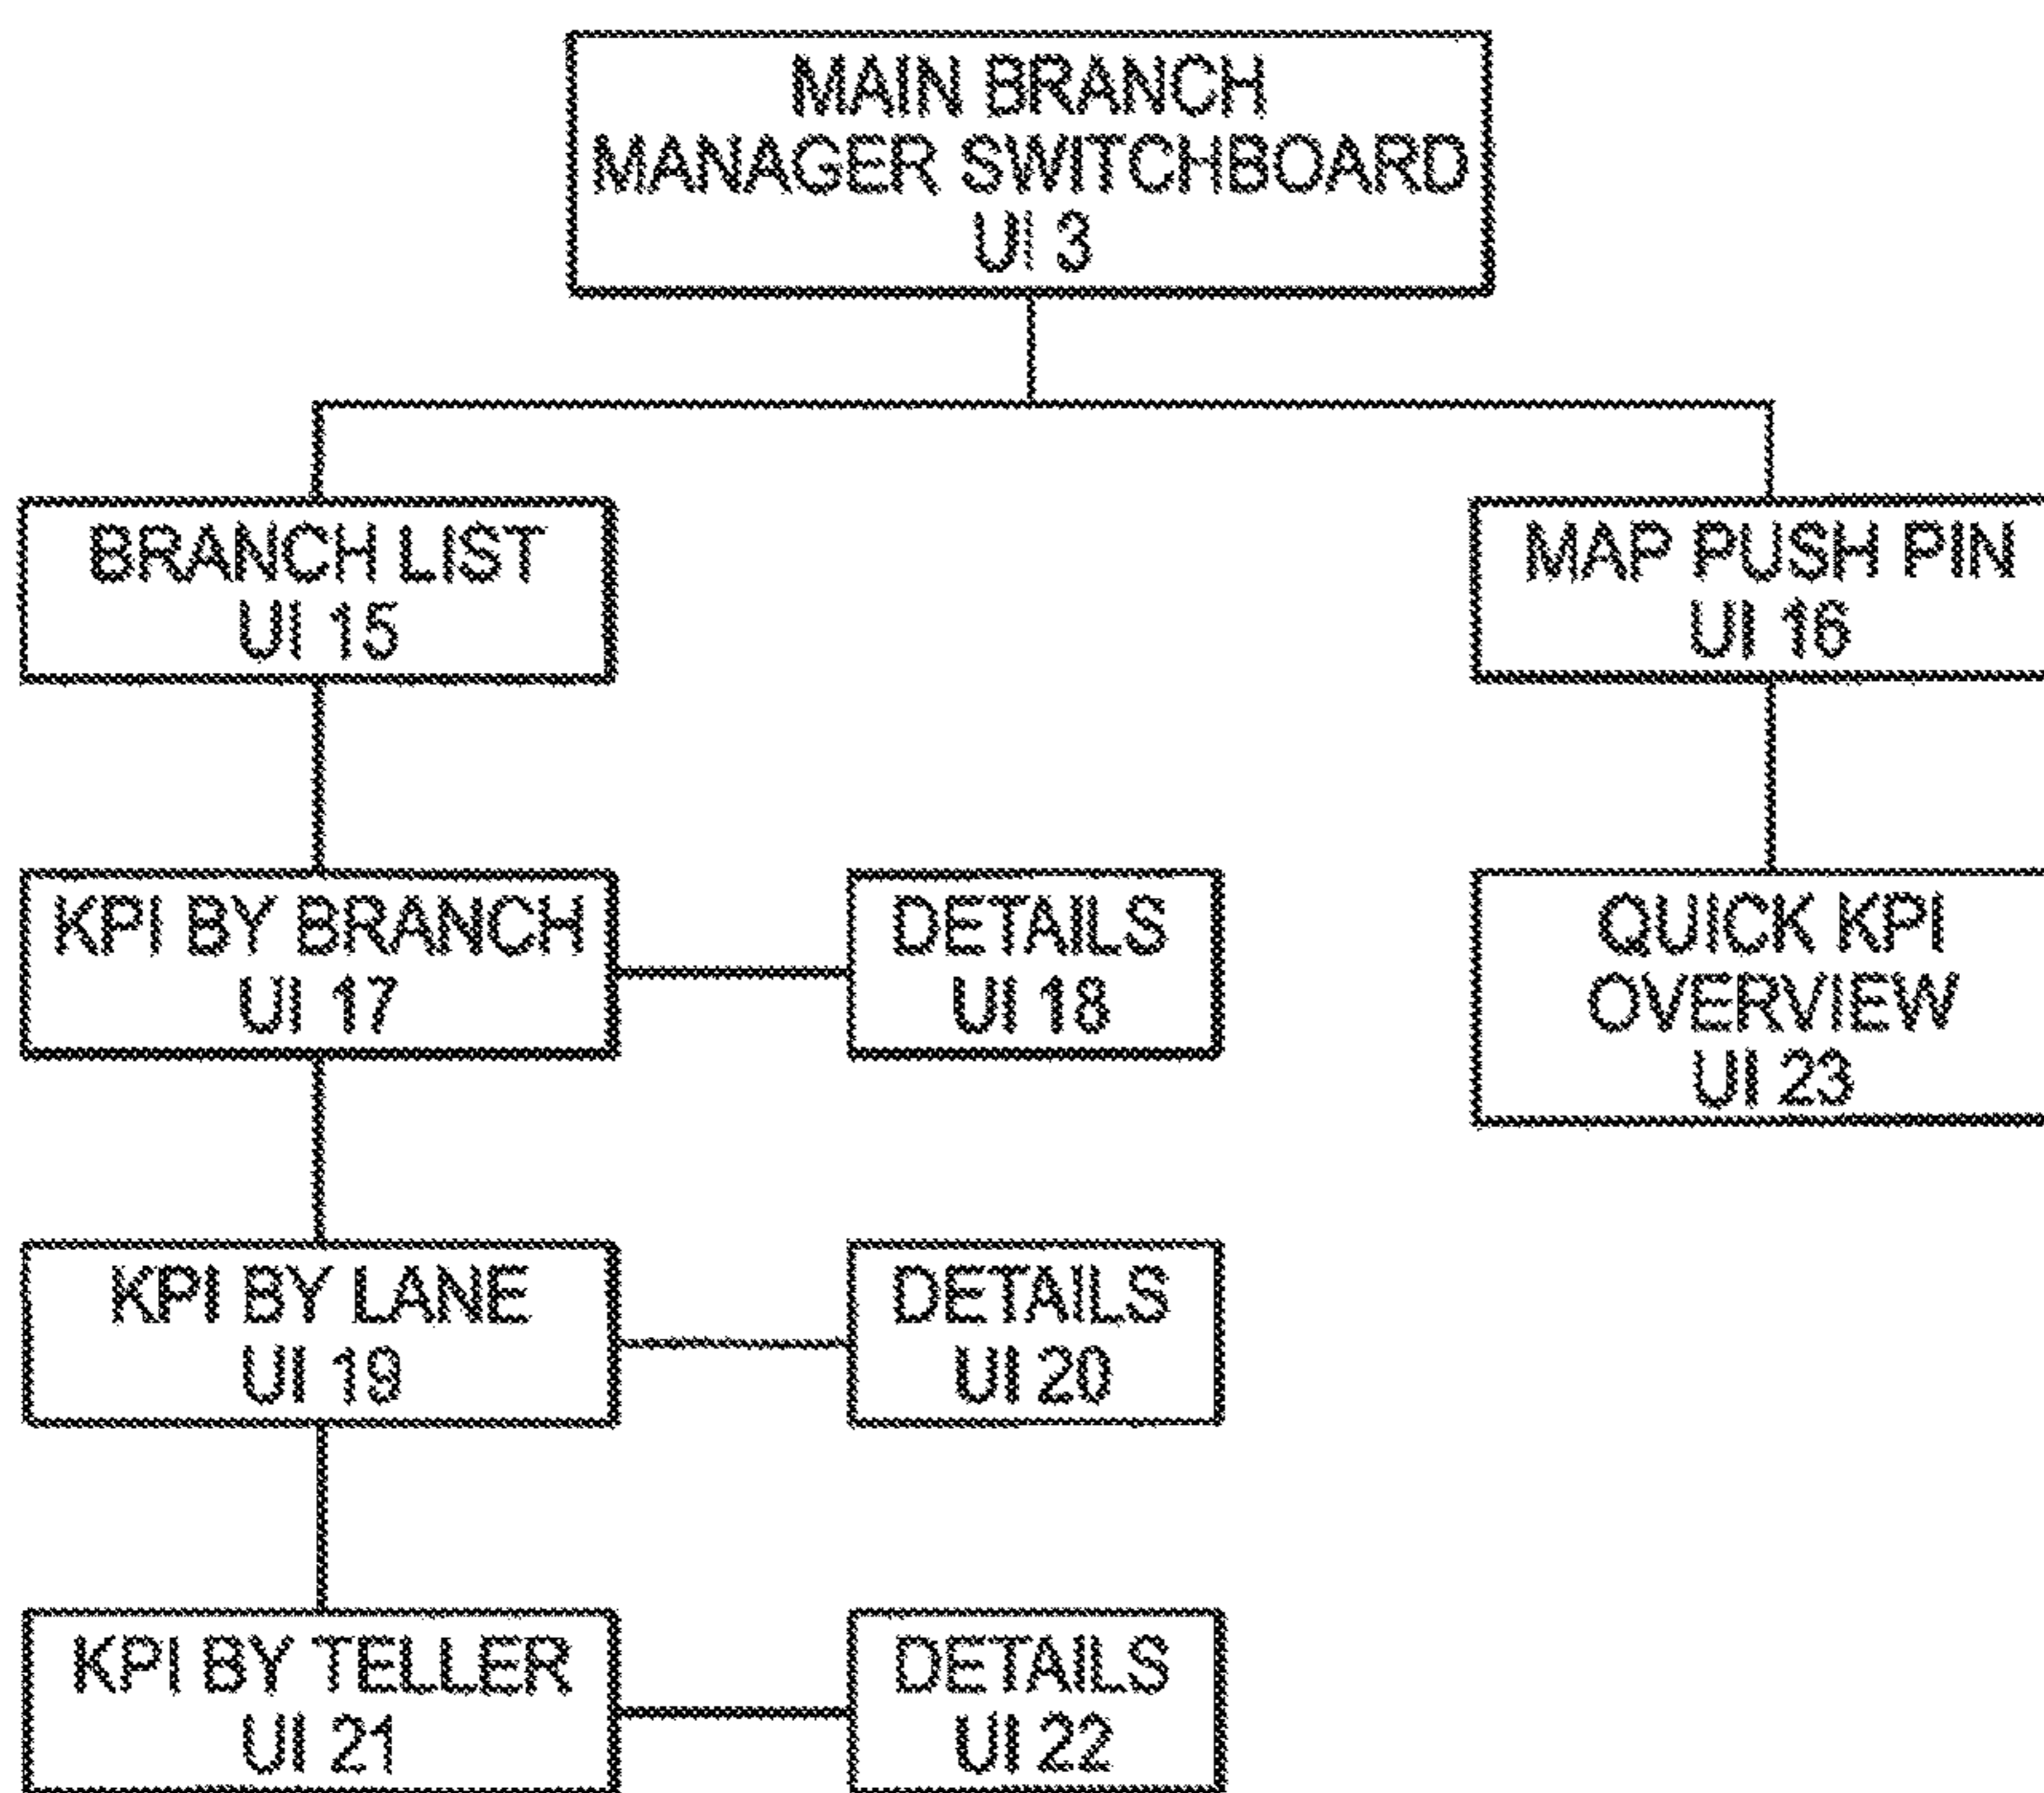 MAIN BRANCH
MANAGER SWITCHBOARD
UI 3
BRANCH LIST
UI 15
MAP PUSH PIN
UI 16
KPI BY BRANCH
UI 17
DETAILS
UI 18
QUICK KPI
OVERVIEW
UI 23
KPI BY LANE
UI 19
DETAILS
UI 20
KPI BY TELLER
UI 21
DETAILS
UI 22